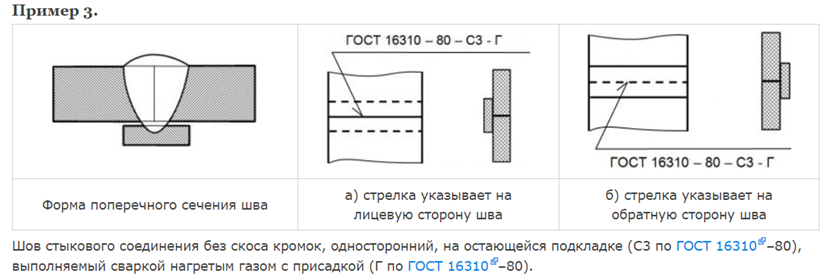 Пример 3.
ГОСТ 16310 – 80 – С3 - Г
ГОСТ 16310 – 80 – С3 - Г
Форма поперечного сечения шва
а) стрелка указывает на
лицевую сторону шва
б) стрелка указывает на
обратную сторону шва
Шов стыкового соединения без скоса кромок, односторонний, на остающейся подкладке (С3 по ГОСТ 16310–80),
выполняемый сваркой нагретым газом с присадкой (Г по ГОСТ 16310–80).